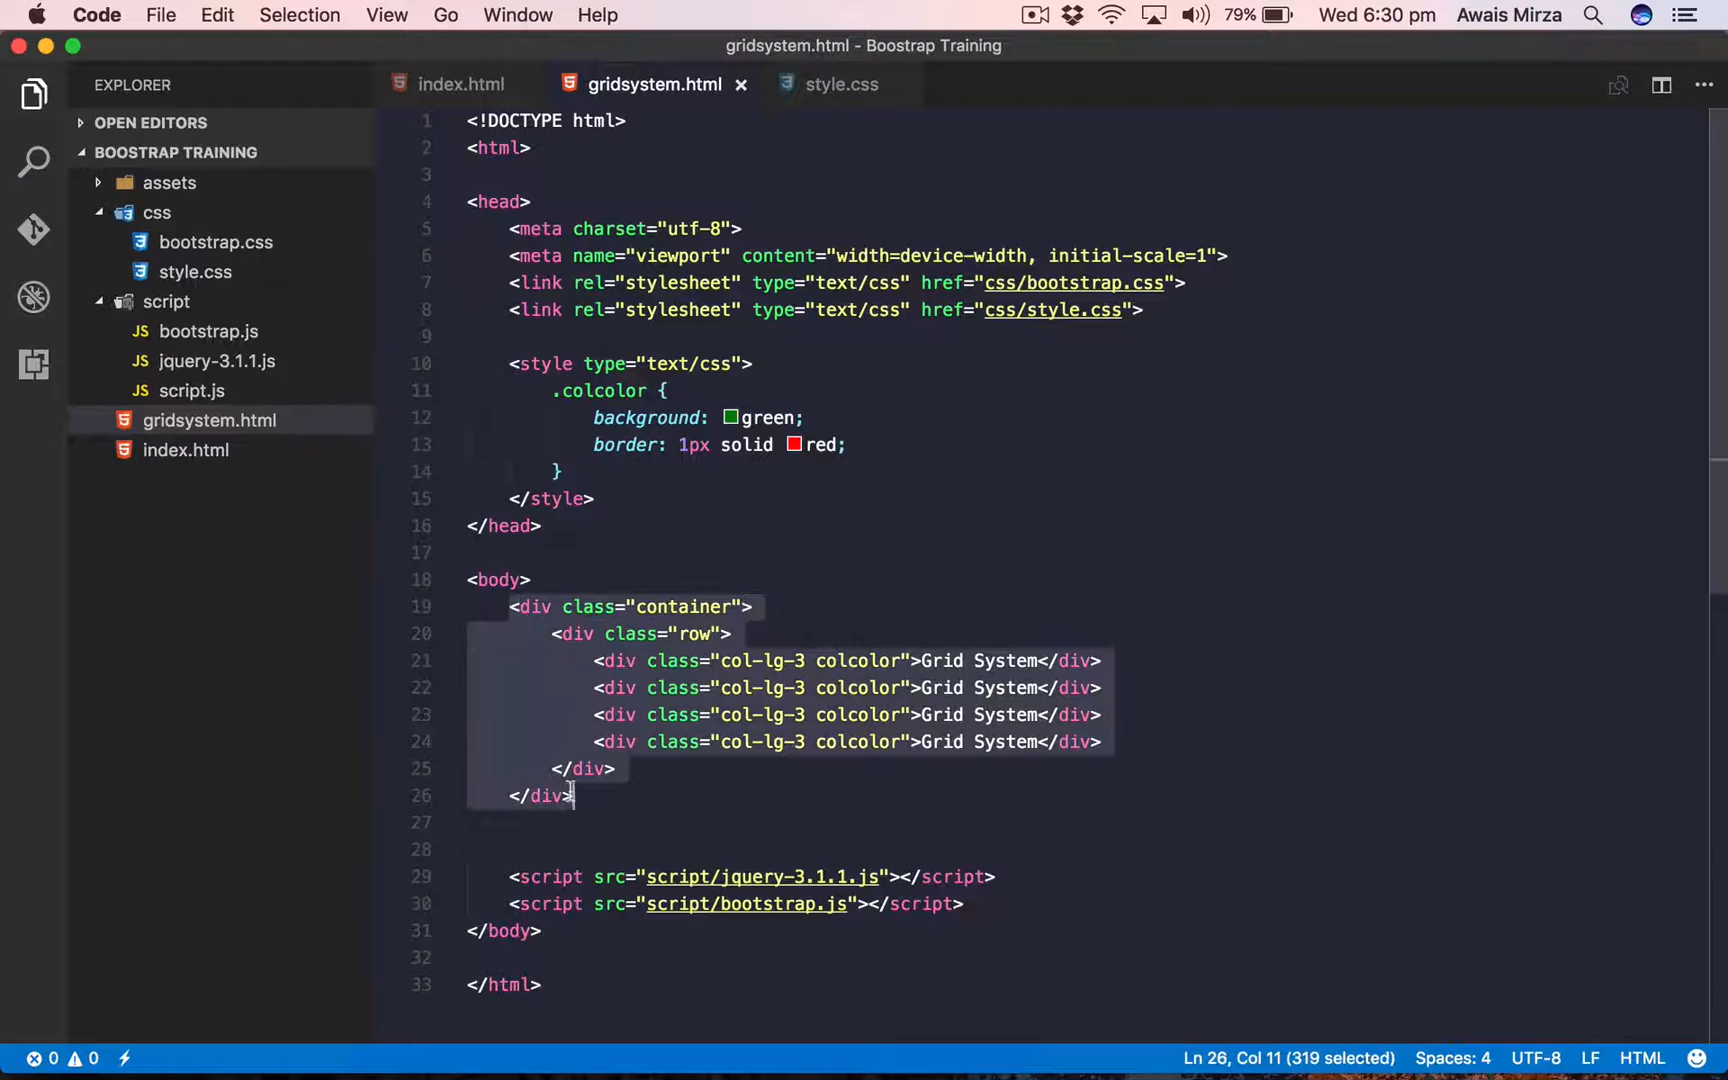 Code File Edit Selection View Go Window Help 79% Wed 6:30 pm Awais Mirza
gridsystem.html - Boostrap Training
EXPLORER
OPEN EDITORS
BOOSTRAP TRAINING
assets
css
bootstrap.css
style.css
script
JS bootstrap.js
JS jquery-3.1.1.js
JS script.js
gridsystem.html
index.html
index.html gridsystem.html style.css
1 <!DOCTYPE html>
2 <html>
3
4 <head>
5 <meta charset="utf-8">
6 <meta name="viewport" content="width=device-width, initial-scale=1">
7 <link rel="stylesheet" type="text/css" href="css/bootstrap.css">
8 <link rel="stylesheet" type="text/css" href="css/style.css">
9
10 <style type="text/css">
11 .colcolor {
12 background: green;
13 border: 1px solid red;
14 }
15 </style>
16 </head>
17
18 <body>
19 <div class="container">
20 <div class="row">
21 <div class="col-lg-3 colcolor">Grid System</div>
22 <div class="col-lg-3 colcolor">Grid System</div>
23 <div class="col-lg-3 colcolor">Grid System</div>
24 <div class="col-lg-3 colcolor">Grid System</div>
25 </div>
26 </div>
27
28
29 <script src="script/jquery-3.1.1.js"></script>
30 <script src="script/bootstrap.js"></script>
31 </body>
32
33 </html>
0 0 Ln 26, Col 11 (319 selected) Spaces: 4 UTF-8 LF HTML